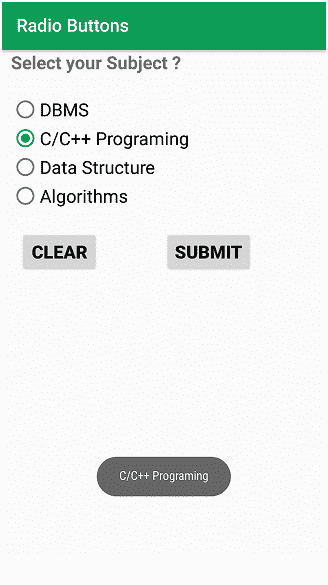 Radio Buttons
Select your Subject ?
DBMS
C/C++ Programing
Data Structure
Algorithms
CLEAR SUBMIT
C/C++ Programing